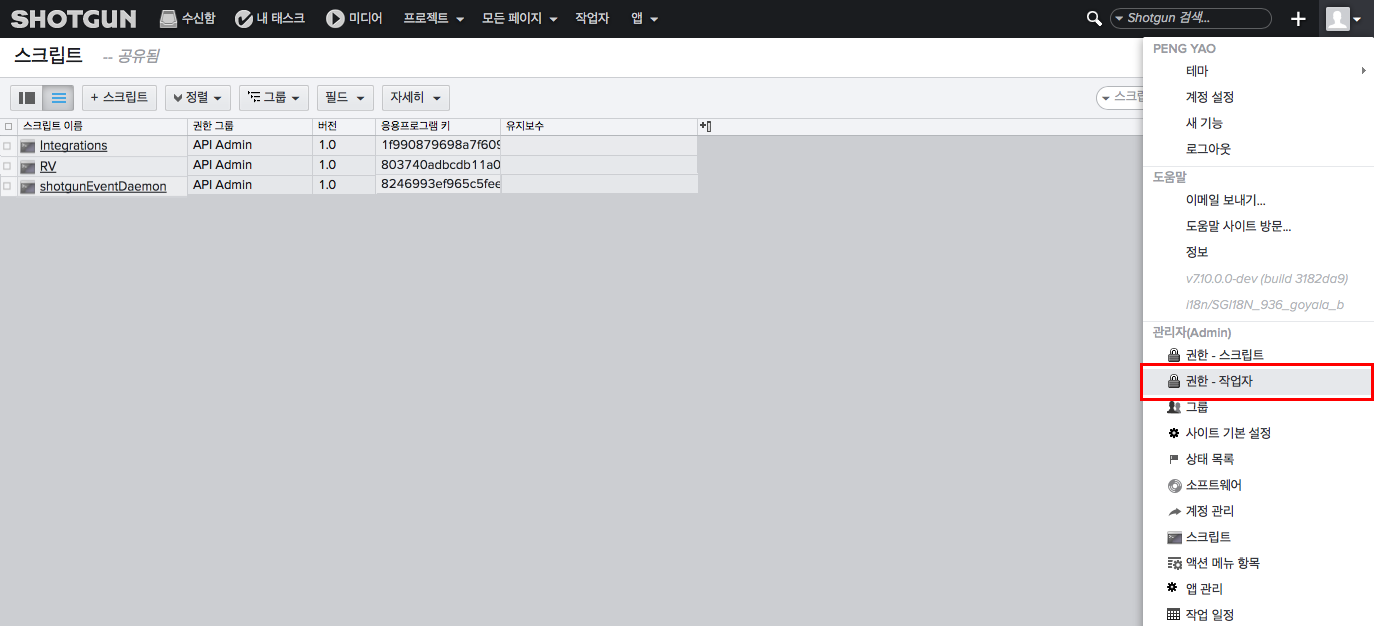 SHOTGUN 수신함 내 태스크 미디어 프로젝트 모든 페이지 작업자 앱 Shotgun 검색...
스크립트 -- 공유됨
+ 스크립트 정렬 그룹 필드 자세히
스크립트 이름 권한 그룹 버전 응용프로그램 키 유지보수
Integrations API Admin 1.0 1f990879698a7f609
RV API Admin 1.0 803740adbcdb11a0
shotgunEventDaemon API Admin 1.0 8246993ef965c5fee
PENG YAO
테마
계정 설정
새 기능
로그아웃
도움말
이메일 보내기...
도움말 사이트 방문...
정보
v7.10.0.0-dev (build 3182da9)
i18n/SGI18N_936_goyala_b
관리자(Admin)
권한 - 스크립트
권한 - 작업자
그룹
사이트 기본 설정
상태 목록
소프트웨어
계정 관리
스크립트
액션 메뉴 항목
앱 관리
작업 일정